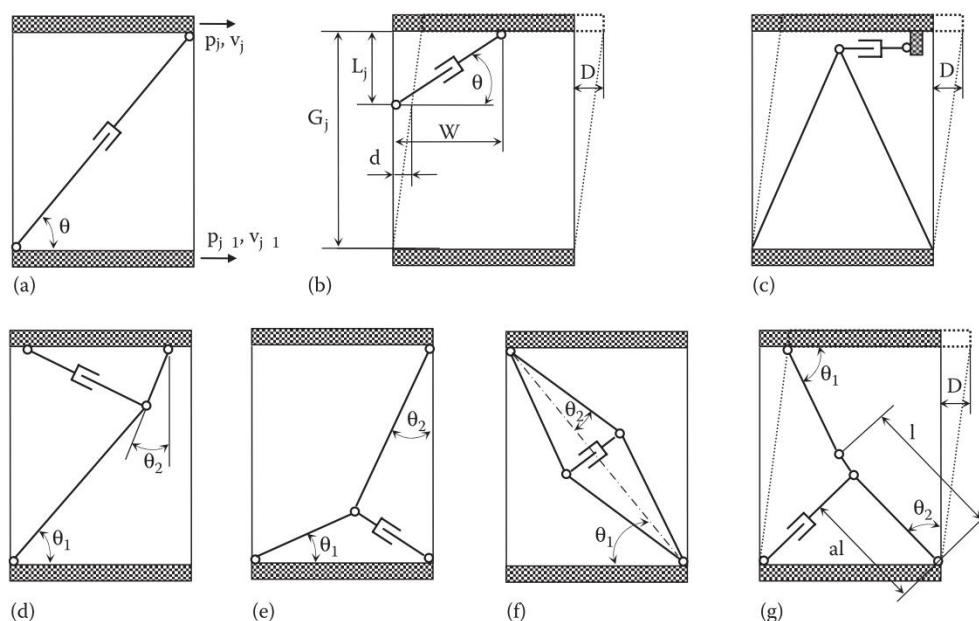 p_j, v_j
θ
p_j 1, v_j 1
(a)
L_j
θ
D
G_j
W
d
(b)
D
(c)
θ_2
θ_1
(d)
θ_2
θ_1
(e)
θ_2
θ_1
(f)
θ_1
D
l
θ_2
al
(g)